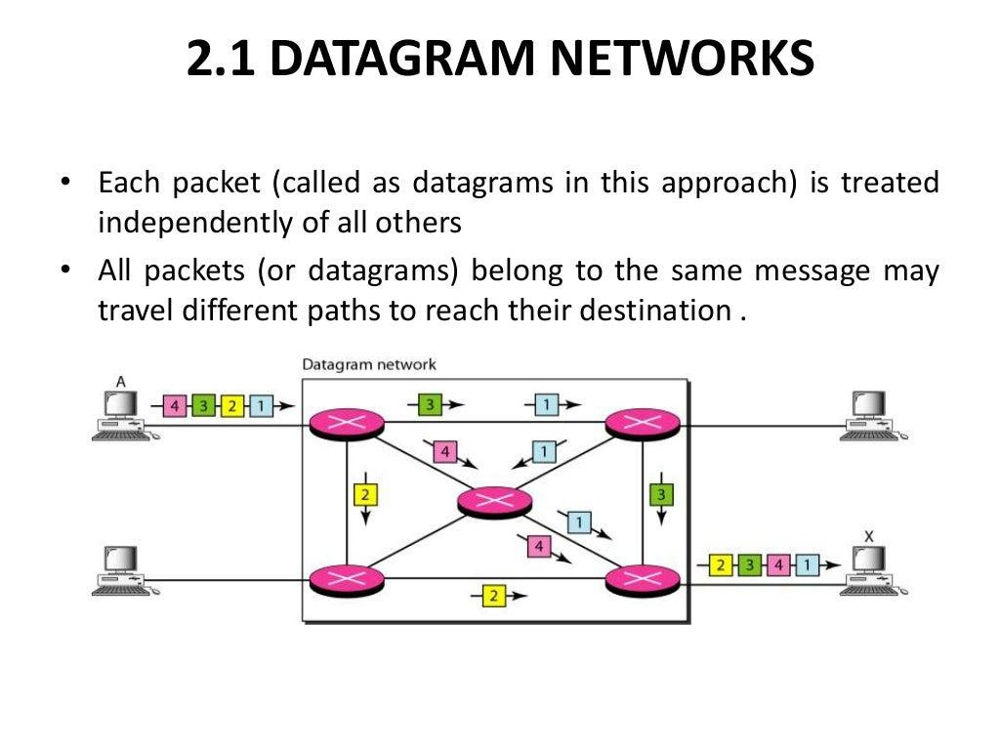 2.1 DATAGRAM NETWORKS
• Each packet (called as datagrams in this approach) is treated
independently of all others
• All packets (or datagrams) belong to the same message may
travel different paths to reach their destination .
Datagram network
A
4 3 2 1
3
1
4
1
2
3
1
4
X
2 3 4 1
2